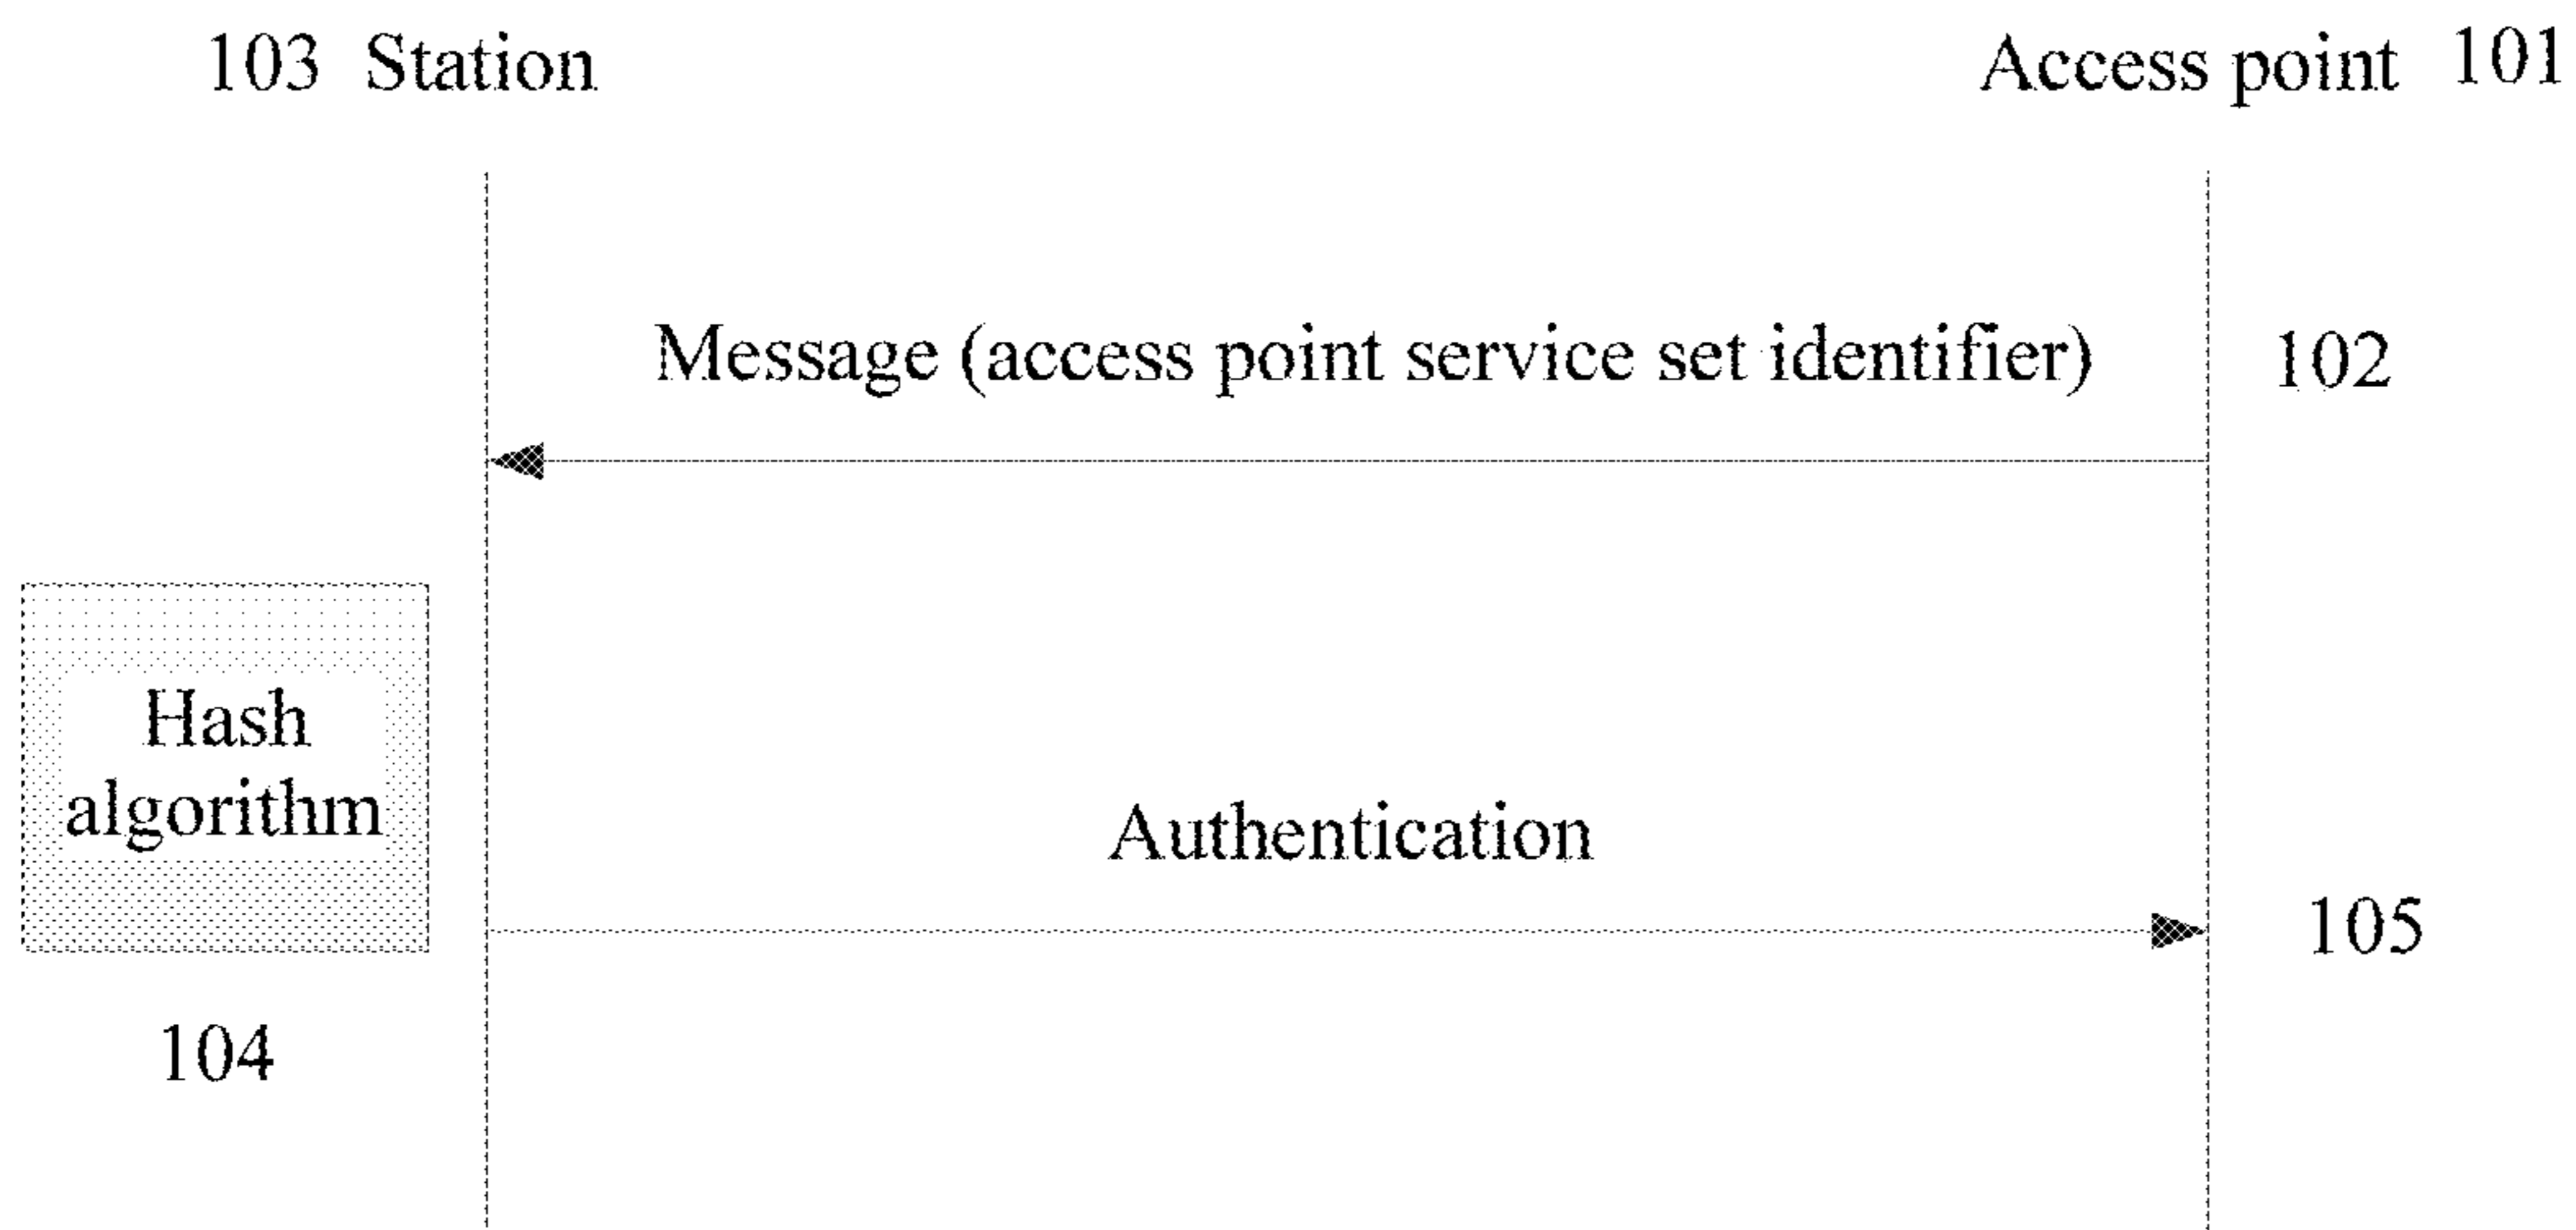 103 Station
Access point 101
Message (access point service set identifier)
102
Hash
algorithm
Authentication
105
104